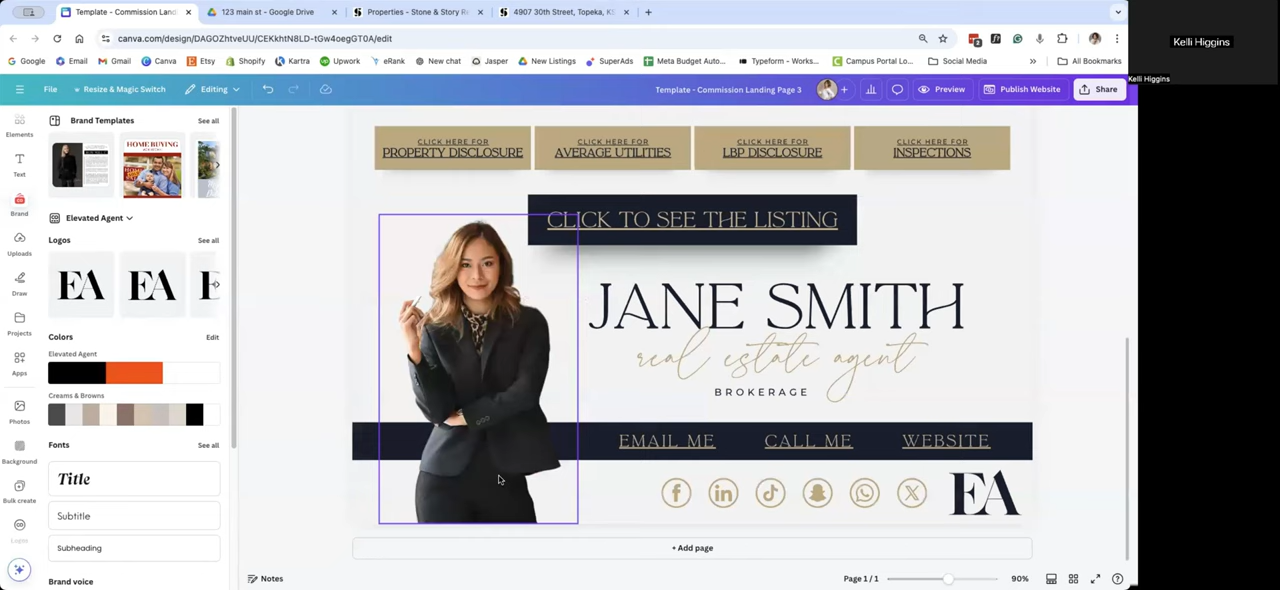 Template - Commission Land
123 main st - Google Drive
Properties - Stone & Story Re
4907 30th Street, Topeka, KS
canva.com/design/DAGOZhtveUU/CEKkhtN8LD-tGw4oegGT0A/edit
Google
Email
Gmail
Canva
Etsy
Shopify
Kartra
Upwork
eRank
New chat
Jasper
New Listings
SuperAds
Meta Budget Auto...
Typeform - Works...
Campus Portal Lo...
Social Media
All Bookmarks
Kelli Higgins
Kelli Higgins
File
Resize & Magic Switch
Editing
Template - Commission Landing Page 3
Preview
Publish Website
Share
Elements
Text
Brand
Uploads
Draw
Projects
Apps
Photos
Background
Bulk create
Brand Templates
See all
HOME BUYING
Elevated Agent
Logos
See all
EA
EA
E
Colors
Edit
Elevated Agent
Creams & Browns
Fonts
See all
Title
Subtitle
Subheading
Brand voice
CLICK HERE FOR
PROPERTY DISCLOSURE
CLICK HERE FOR
AVERAGE UTILITIES
CLICK HERE FOR
LBP DISCLOSURE
CLICK HERE FOR
INSPECTIONS
CLICK TO SEE THE LISTING
JANE SMITH
real estate agent
BROKERAGE
EMAIL ME
CALL ME
WEBSITE
EA
+ Add page
Notes
Page 1 / 1
90%